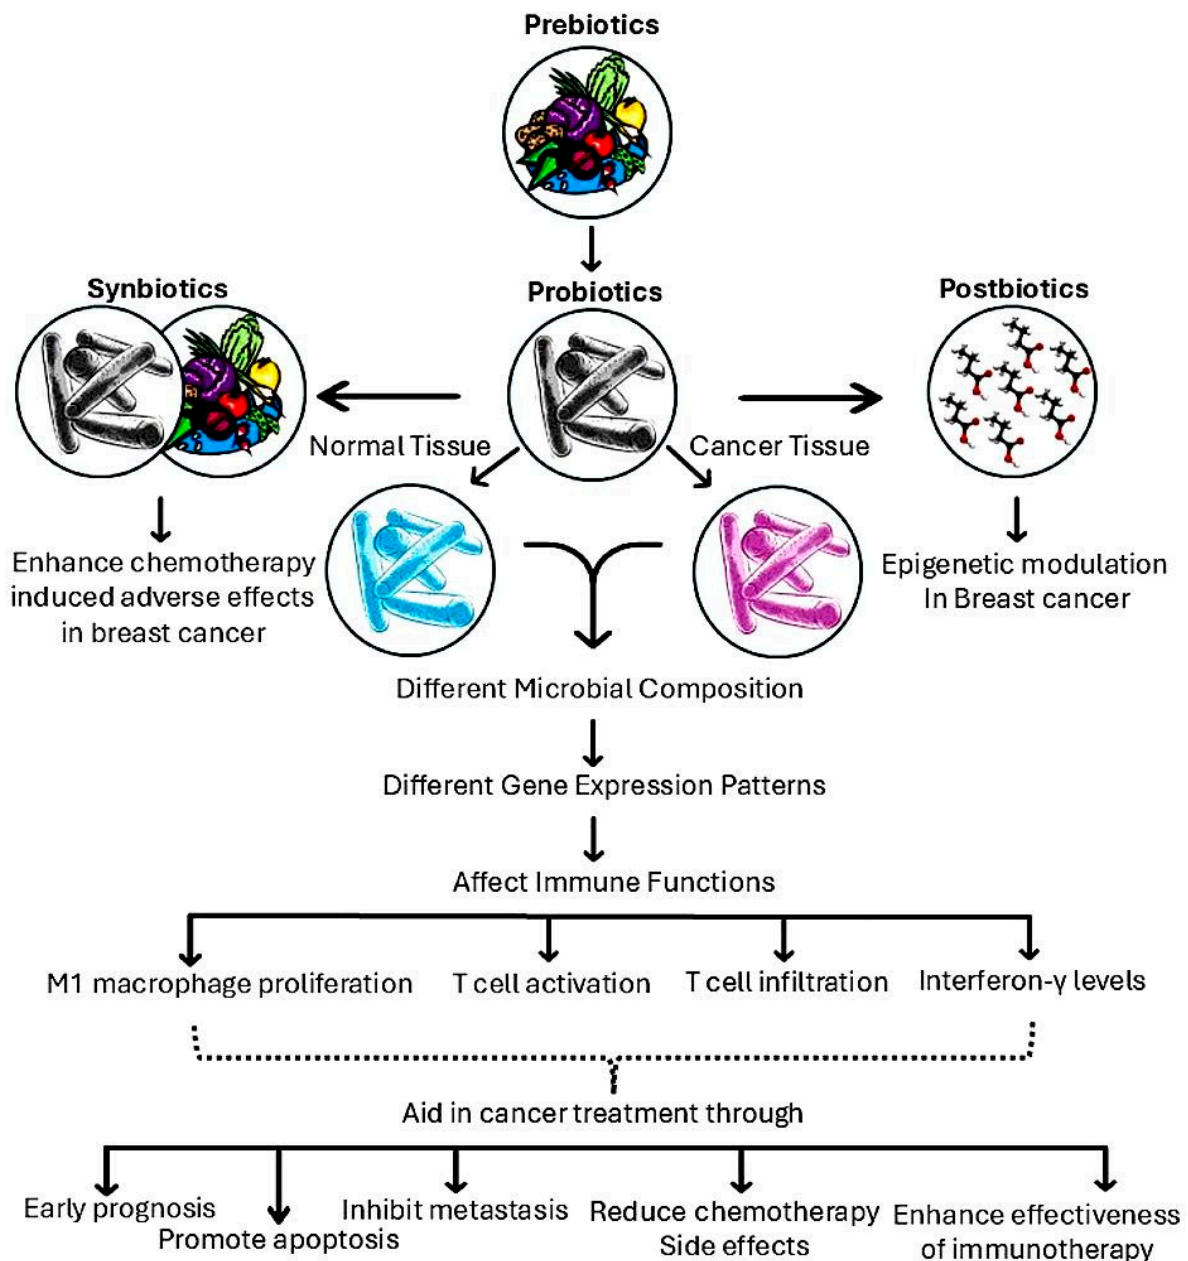 Prebiotics
Synbiotics
Probiotics
Postbiotics
Normal Tissue
Cancer Tissue
Enhance chemotherapy
induced adverse effects
in breast cancer
Epigenetic modulation
In Breast cancer
Different Microbial Composition
Different Gene Expression Patterns
Affect Immune Functions
M1 macrophage proliferation
T cell activation
T cell infiltration
Interferon-γ levels
Aid in cancer treatment through
Early prognosis
Promote apoptosis
Inhibit metastasis
Reduce chemotherapy
Side effects
Enhance effectiveness
of immunotherapy